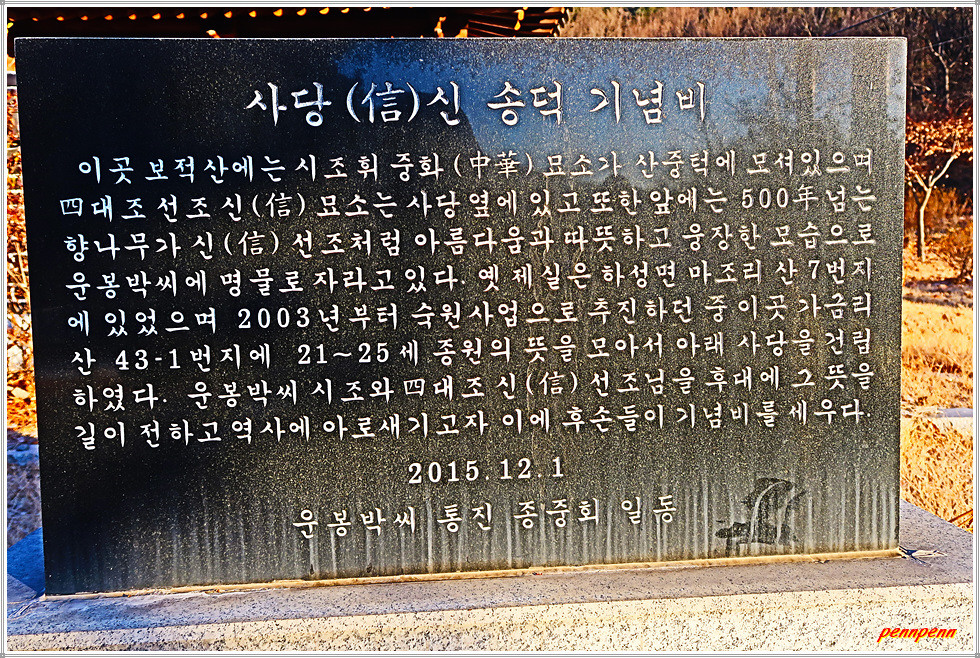 사당 (信)신 송덕 기념비
이곳 보적산에는 시조휘 중화 (中華) 묘소가 산중턱에 모셔있으며
四대조 선조 신(信) 묘소는 사당 옆에 있고 또한 앞에는 500年 넘는
향나무가 신(信) 선조처럼 아름다움과 따뜻하고 웅장한 모습으로
운봉박씨에 명물로 자라고 있다. 옛 제실은 하성면 마조리 산 7번지
에 있었으며 2003년부터 숙원사업으로 추진하던 중 이곳 가금리
산 43-1번지에 21~25세 종원의 뜻을 모아서 아래 사당을 건립
하였다. 운봉박씨 시조와 四대조 신(信) 선조님을 후대에 그 뜻을
길이 전하고 역사에 아로새기고자 이에 후손들이 기념비를 세우다.
2015.12.1
운봉박씨 통진 종중회 일동
pennpenn